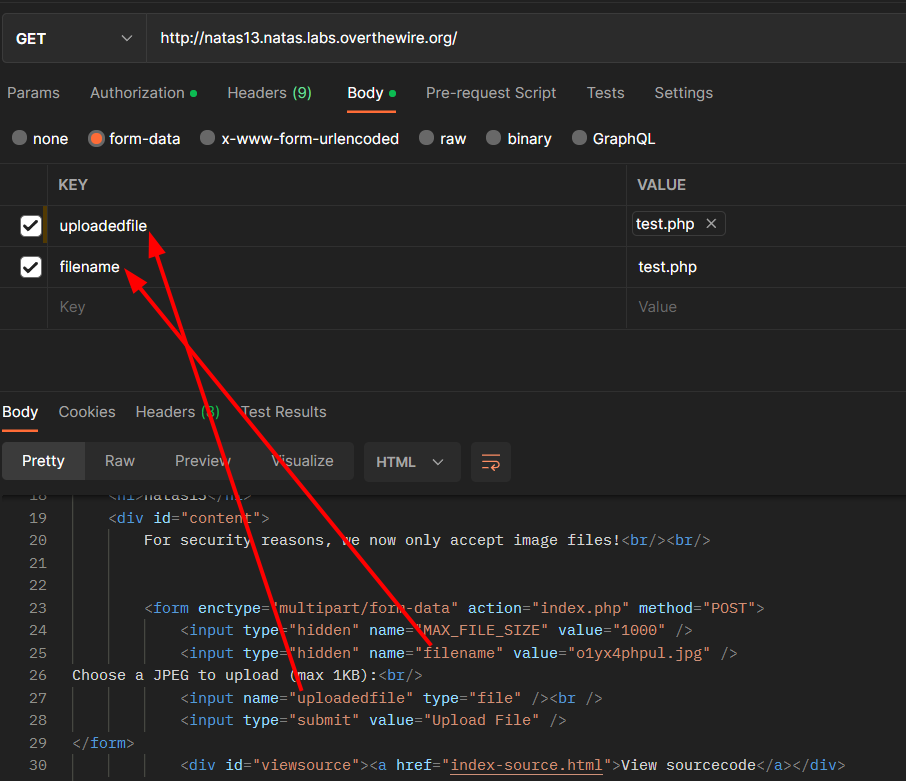 GET http://natas13.natas.labs.overthewire.org/
Params Authorization Headers (9) Body Pre-request Script Tests Settings
none form-data x-www-form-urlencoded raw binary GraphQL
KEY VALUE
uploadedfile test.php
filename test.php
Key Value
Body Cookies Headers (8) Test Results
Pretty Raw Preview Visualize HTML
18 <h1>natas13</h1>
19 <div id="content">
20 For security reasons, we now only accept image files!<br/><br/>
21
22
23 <form enctype="multipart/form-data" action="index.php" method="POST">
24 <input type="hidden" name="MAX_FILE_SIZE" value="1000" />
25 <input type="hidden" name="filename" value="o1yx4phpul.jpg" />
26 Choose a JPEG to upload (max 1KB):<br/>
27 <input name="uploadedfile" type="file" /><br />
28 <input type="submit" value="Upload File" />
29 </form>
30 <div id="viewsource"><a href="index-source.html">View sourcecode</a></div>